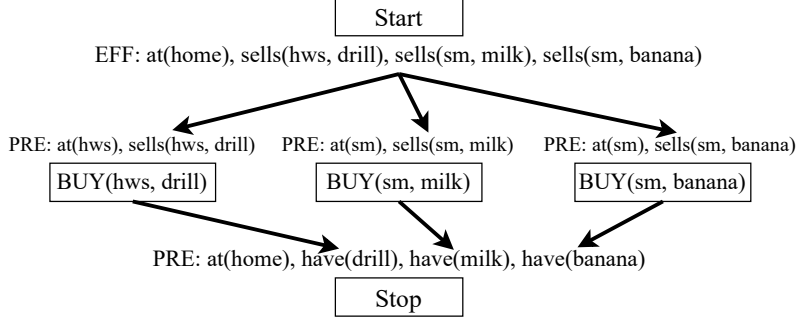 Start
EFF: at(home), sells(hws, drill), sells(sm, milk), sells(sm, banana)
PRE: at(hws), sells(hws, drill) PRE: at(sm), sells(sm, milk) PRE: at(sm), sells(sm, banana)
BUY(hws, drill) BUY(sm, milk) BUY(sm, banana)
PRE: at(home), have(drill), have(milk), have(banana)
Stop